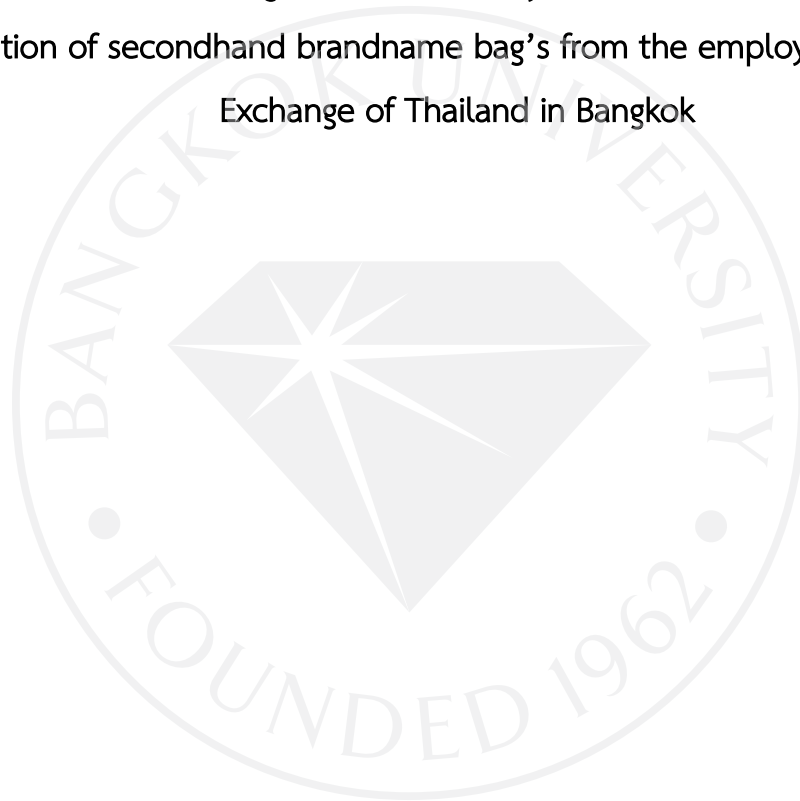 tion of secondhand brandname bag's from the employ
Exchange of Thailand in Bangkok
BANGKOK UNIVERSITY
FOUNDED 1962